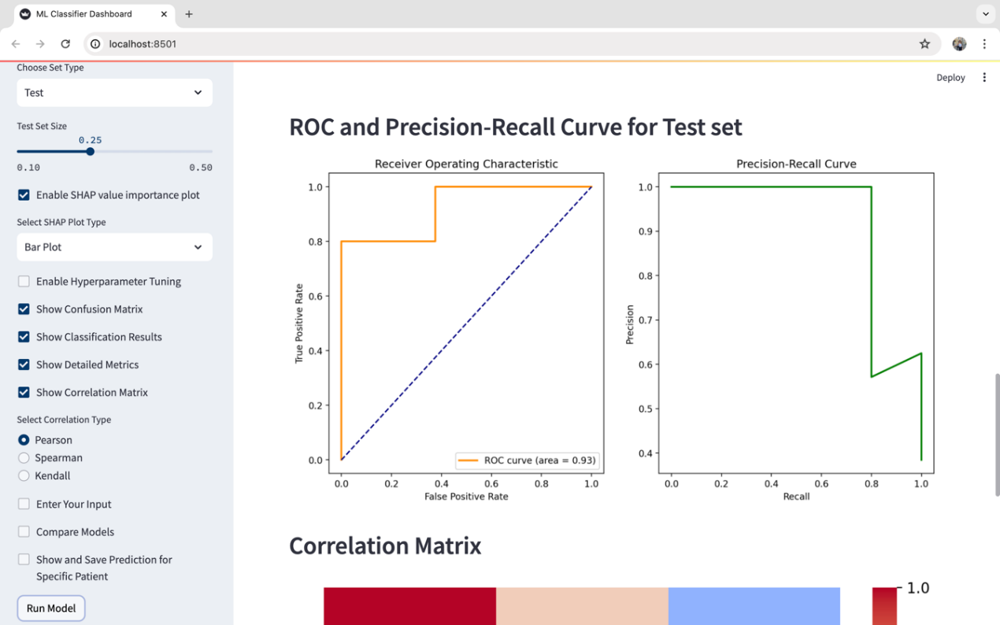 ML Classifier Dashboard
localhost:8501
Deploy
Choose Set Type
Test
Test Set Size
0.25
0.10 0.50
Enable SHAP value importance plot
Select SHAP Plot Type
Bar Plot
Enable Hyperparameter Tuning
Show Confusion Matrix
Show Classification Results
Show Detailed Metrics
Show Correlation Matrix
Select Correlation Type
Pearson
Spearman
Kendall
Enter Your Input
Compare Models
Show and Save Prediction for
Specific Patient
Run Model
ROC and Precision-Recall Curve for Test set
Receiver Operating Characteristic
1.0
0.8
0.6
0.4
0.2
0.0
True Positive Rate
ROC curve (area = 0.93)
0.0 0.2 0.4 0.6 0.8 1.0
False Positive Rate
Precision-Recall Curve
1.0
0.9
0.8
0.7
0.6
0.5
0.4
Precision
0.0 0.2 0.4 0.6 0.8 1.0
Recall
Correlation Matrix
1.0